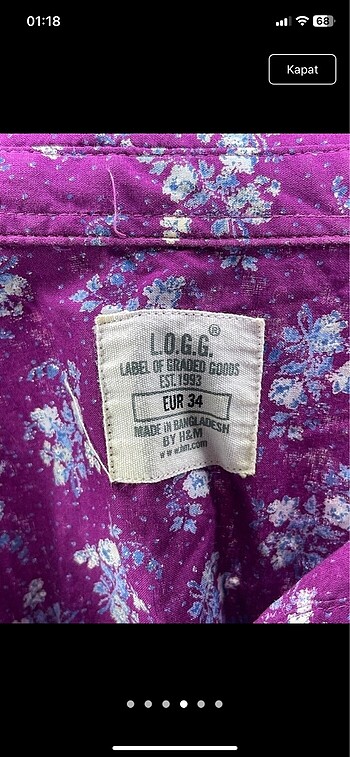 01:18
68
Kapat
L.O.G.G.®
LABEL OF GRADED GOODS
EST. 1993
EUR 34
MADE IN BANGLADESH
BY H&M
www.hm.com